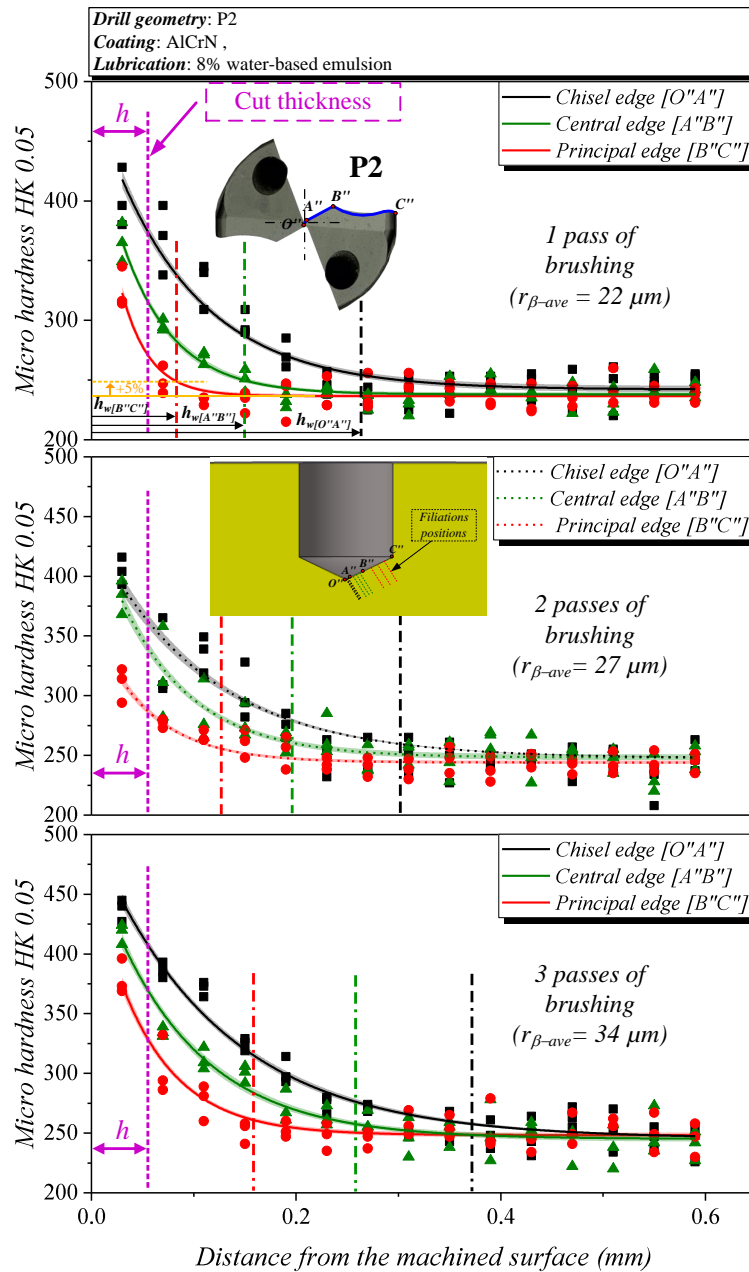 Drill geometry: P2
Coating: AlCrN ,
Lubrication: 8% water-based emulsion
500
400
300
200
Micro hardness HK 0.05
h
Cut thickness
Chisel edge [O"A"]
Central edge [A"B"]
Principal edge [B"C"]
P2
A"
B"
C"
O"
1 pass of
brushing
(rβ−ave = 22 µm)
+5%
hw[B"C"]
hw[A"B"]
hw[O"A"]
500
450
400
350
300
250
200
Micro hardness HK 0.05
h
Chisel edge [O"A"]
Central edge [A"B"]
Principal edge [B"C"]
Filiations
positions
C"
B"
A"
O"
2 passes of
brushing
(rβ−ave= 27 µm)
500
450
400
350
300
250
200
Micro hardness HK 0.05
h
Chisel edge [O"A"]
Central edge [A"B"]
Principal edge [B"C"]
3 passes of
brushing
(rβ−ave= 34 µm)
0.0
0.2
0.4
0.6
Distance from the machined surface (mm)